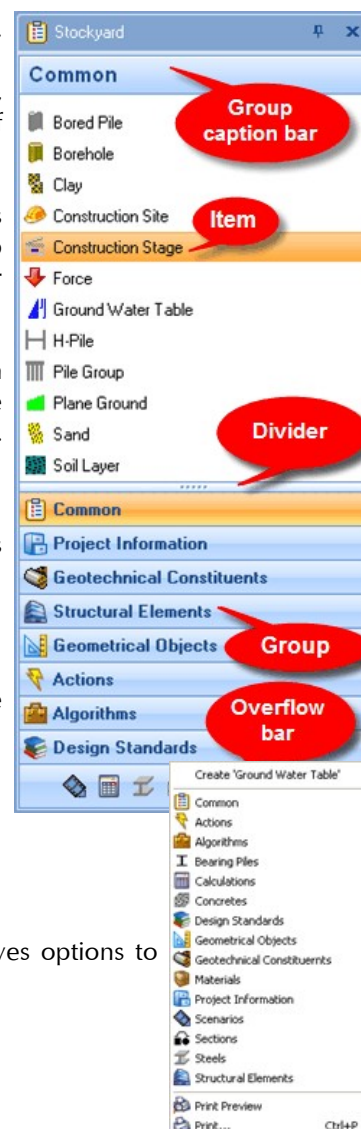 Stockyard
Common
Group
caption bar
Bored Pile
Borehole
Clay
Construction Site
Item
Construction Stage
Force
Ground Water Table
H-Pile
Pile Group
Plane Ground
Sand
Divider
Soil Layer
Common
Project Information
Geotechnical Constituents
Structural Elements
Geometrical Objects
Group
Actions
Algorithms
Overflow
bar
Design Standards
Create 'Ground Water Table'
Common
Actions
Algorithms
Bearing Piles
Calculations
Concretes
Design Standards
Geometrical Objects
Geotechnical Constituernts
ves options to
Materials
Project Information
Scenarios
Sections
Steels
Structural Elements
Print Preview
Print... Ctrl+P